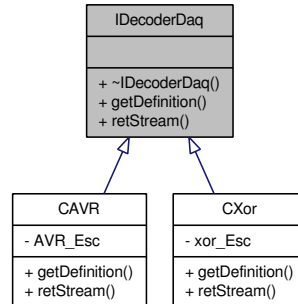 IDecoderDaq
+ ~IDecoderDaq()
+ getDefinition()
+ retStream()
CAVR
- AVR_Esc
+ getDefinition()
+ retStream()
CXor
- xor_Esc
+ getDefinition()
+ retStream()